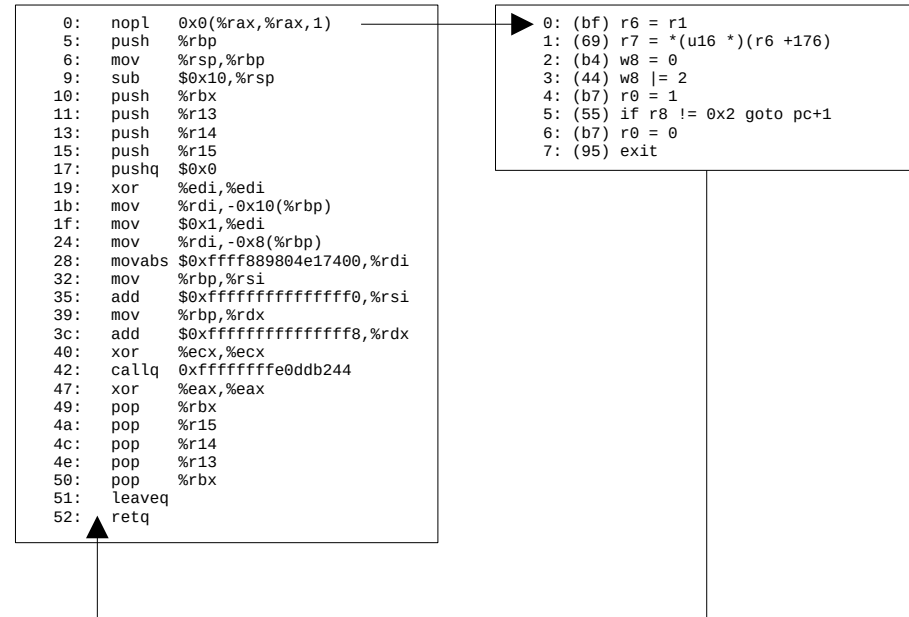 0: nopl 0x0(%rax,%rax,1)
5: push %rbp
6: mov %rsp,%rbp
9: sub $0x10,%rsp
10: push %rbx
11: push %r13
13: push %r14
15: push %r15
17: pushq $0x0
19: xor %edi,%edi
1b: mov %rdi,-0x10(%rbp)
1f: mov $0x1,%edi
24: mov %rdi,-0x8(%rbp)
28: movabs $0xffff889804e17400,%rdi
32: mov %rbp,%rsi
35: add $0xfffffffffffffff0,%rsi
39: mov %rbp,%rdx
3c: add $0xfffffffffffffff8,%rdx
40: xor %ecx,%ecx
42: callq 0xffffffffe0ddb244
47: xor %eax,%eax
49: pop %rbx
4a: pop %r15
4c: pop %r14
4e: pop %r13
50: pop %rbx
51: leaveq
52: retq
0: (bf) r6 = r1
1: (69) r7 = *(u16 *)(r6 +176)
2: (b4) w8 = 0
3: (44) w8 |= 2
4: (b7) r0 = 1
5: (55) if r8 != 0x2 goto pc+1
6: (b7) r0 = 0
7: (95) exit